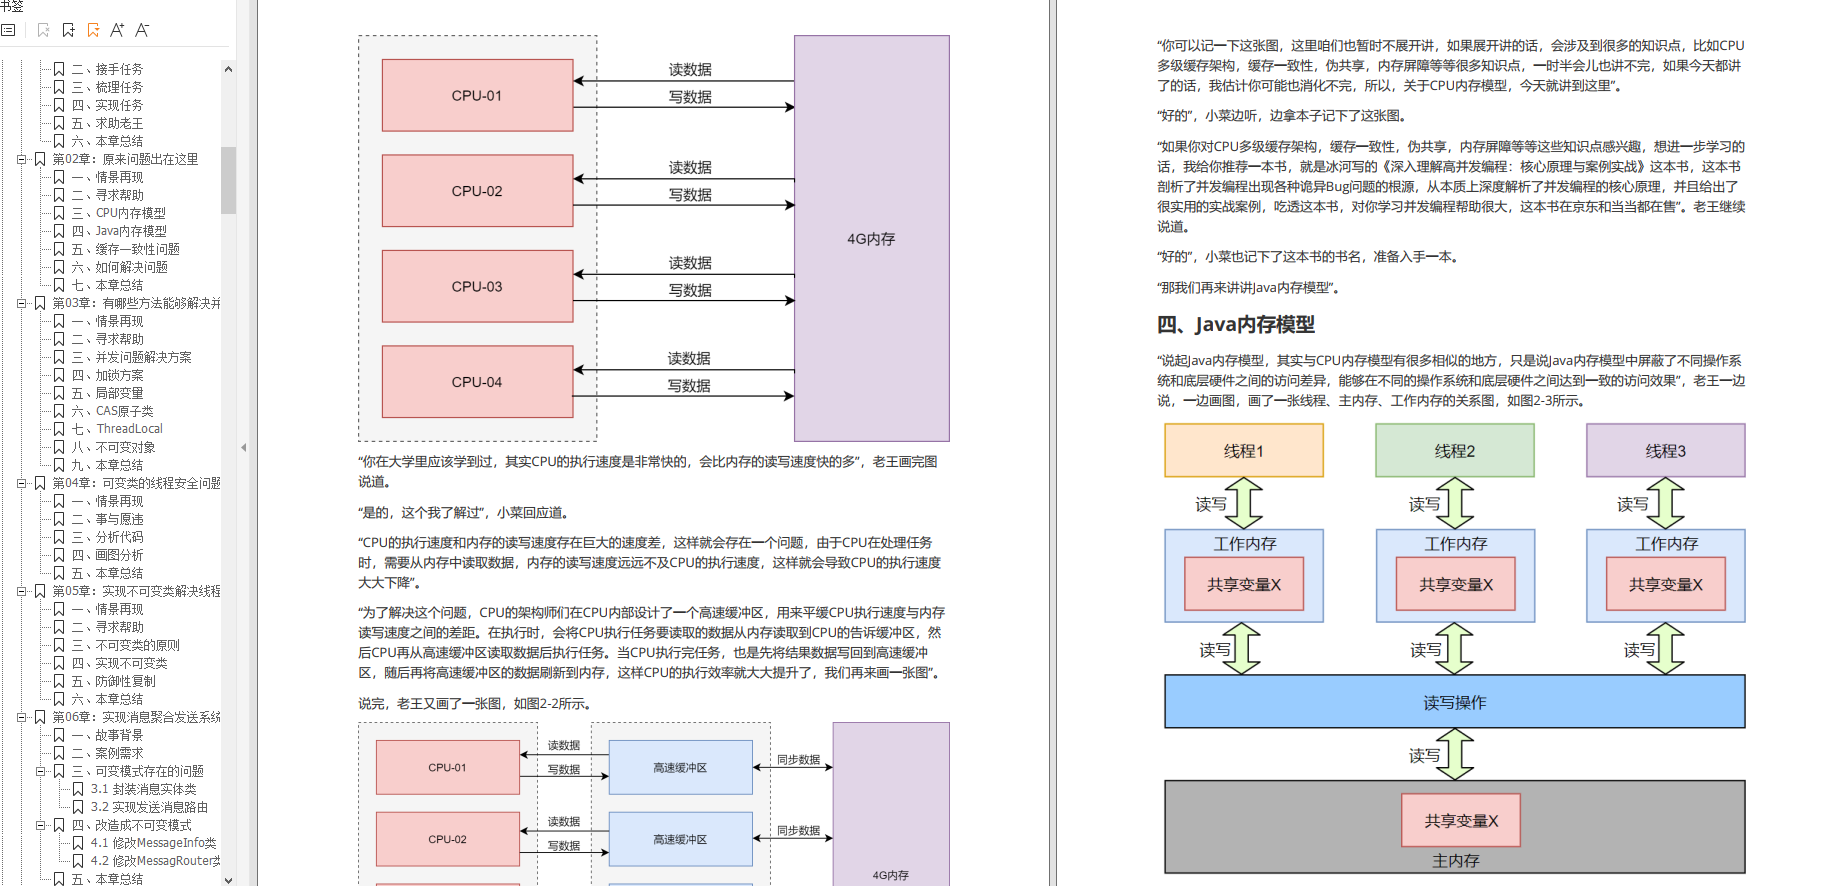 书签
A+
A-
二、接手任务
三、梳理任务
四、实现任务
五、求助老王
六、本章总结
第02章：原来问题出在这里
一、情景再现
二、寻求帮助
三、CPU内存模型
四、Java内存模型
五、缓存一致性问题
六、如何解决问题
七、本章总结
第03章：有哪些方法能够解决并
一、情景再现
二、寻求帮助
三、并发问题解决方案
四、加锁方案
五、局部变量
六、CAS原子类
七、ThreadLocal
八、不可变对象
九、本章总结
第04章：可变类的线程安全问题
一、情景再现
二、事与愿违
三、分析代码
四、画图分析
五、本章总结
第05章：实现不可变类解决线程
一、情景再现
二、寻求帮助
三、不可变类的原则
四、实现不可变类
五、防御性复制
六、本章总结
第06章：实现消息聚合发送系统
一、故事背景
二、案例需求
三、可变模式存在的问题
3.1 封装消息实体类
3.2 实现发送消息路由
四、改造成不可变模式
4.1 修改MessageInfo类
4.2 修改MessagRouter类
五、本章总结
CPU-01
读数据
写数据
CPU-02
读数据
写数据
4G内存
CPU-03
读数据
写数据
CPU-04
读数据
写数据
“你在大学里应该学到过，其实CPU的执行速度是非常快的，会比内存的读写速度快的多”，老王画完图
说道。
“是的，这个我了解过”，小菜回应道。
“CPU的执行速度和内存的读写速度存在巨大的速度差，这样就会存在一个问题，由于CPU在处理任务
时，需要从内存中读取数据，内存的读写速度远远不及CPU的执行速度，这样就会导致CPU的执行速度
大大下降”。
“为了解决这个问题，CPU的架构师们在CPU内部设计了一个高速缓冲区，用来平缓CPU执行速度与内存
读写速度之间的差距。在执行时，会将CPU执行任务要读取的数据从内存读取到CPU的告诉缓冲区，然
后CPU再从高速缓冲区读取数据后执行任务。当CPU执行完任务，也是先将结果数据写回到高速缓冲
区，随后再将高速缓冲区的数据刷新到内存，这样CPU的执行效率就大大提升了，我们再来画一张图”。
说完，老王又画了一张图，如图2-2所示。
CPU-01
读数据
写数据
高速缓冲区
同步数据
CPU-02
读数据
写数据
高速缓冲区
同步数据
4G内存
“你可以记一下这张图，这里咱们也暂时不展开讲，如果展开讲的话，会涉及到很多的知识点，比如CPU
多级缓存架构，缓存一致性，伪共享，内存屏障等等很多知识点，一时半会儿也讲不完，如果今天都讲
了的话，我估计你可能也消化不完，所以，关于CPU内存模型，今天就讲到这里”。
“好的”，小菜边听，边拿本子记下了这张图。
“如果你对CPU多级缓存架构，缓存一致性，伪共享，内存屏障等等这些知识点感兴趣，想进一步学习的
话，我给你推荐一本书，就是冰河写的《深入理解高并发编程：核心原理与案例实战》这本书，这本书
剖析了并发编程出现各种诡异Bug问题的根源，从本质上深度解析了并发编程的核心原理，并且给出了
很实用的实战案例，吃透这本书，对你学习并发编程帮助很大，这本书在京东和当当都在售”。老王继续
说道。
“好的”，小菜也记下了这本书的书名，准备入手一本。
“那我们再来讲讲Java内存模型”。
四、Java内存模型
“说起Java内存模型，其实与CPU内存模型有很多相似的地方，只是说Java内存模型中屏蔽了不同操作系
统和底层硬件之间的访问差异，能够在不同的操作系统和底层硬件之间达到一致的访问效果”，老王一边
说，一边画图，画了一张线程、主内存、工作内存的关系图，如图2-3所示。
线程1
线程2
线程3
读写
读写
读写
工作内存
工作内存
工作内存
共享变量X
共享变量X
共享变量X
读写
读写
读写
读写操作
读写
共享变量X
主内存